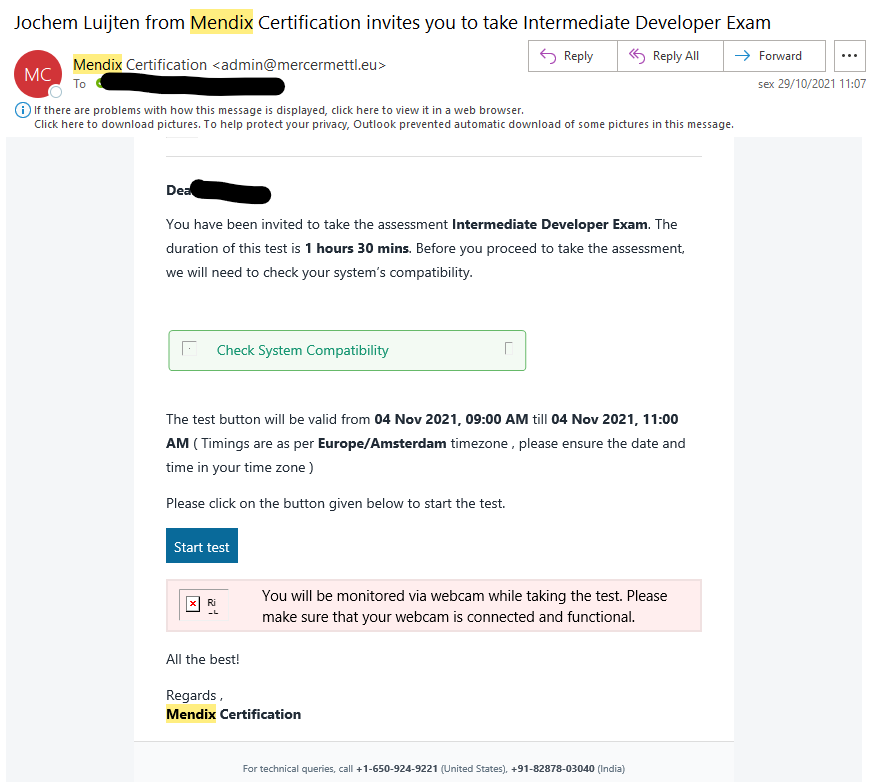 Jochem Luijten from Mendix Certification invites you to take Intermediate Developer Exam
MC
Mendix Certification <admin@mercermettl.eu>
Reply
Reply All
Forward
To
sex 29/10/2021 11:07
If there are problems with how this message is displayed, click here to view it in a web browser.
Click here to download pictures. To help protect your privacy, Outlook prevented automatic download of some pictures in this message.
Dea
You have been invited to take the assessment Intermediate Developer Exam. The
duration of this test is 1 hours 30 mins. Before you proceed to take the assessment,
we will need to check your system's compatibility.
Check System Compatibility
The test button will be valid from 04 Nov 2021, 09:00 AM till 04 Nov 2021, 11:00
AM ( Timings are as per Europe/Amsterdam timezone , please ensure the date and
time in your time zone )
Please click on the button given below to start the test.
Start test
Ri
You will be monitored via webcam while taking the test. Please
make sure that your webcam is connected and functional.
All the best!
Regards ,
Mendix Certification
For technical queries, call +1-650-924-9221 (United States), +91-82878-03040 (India)